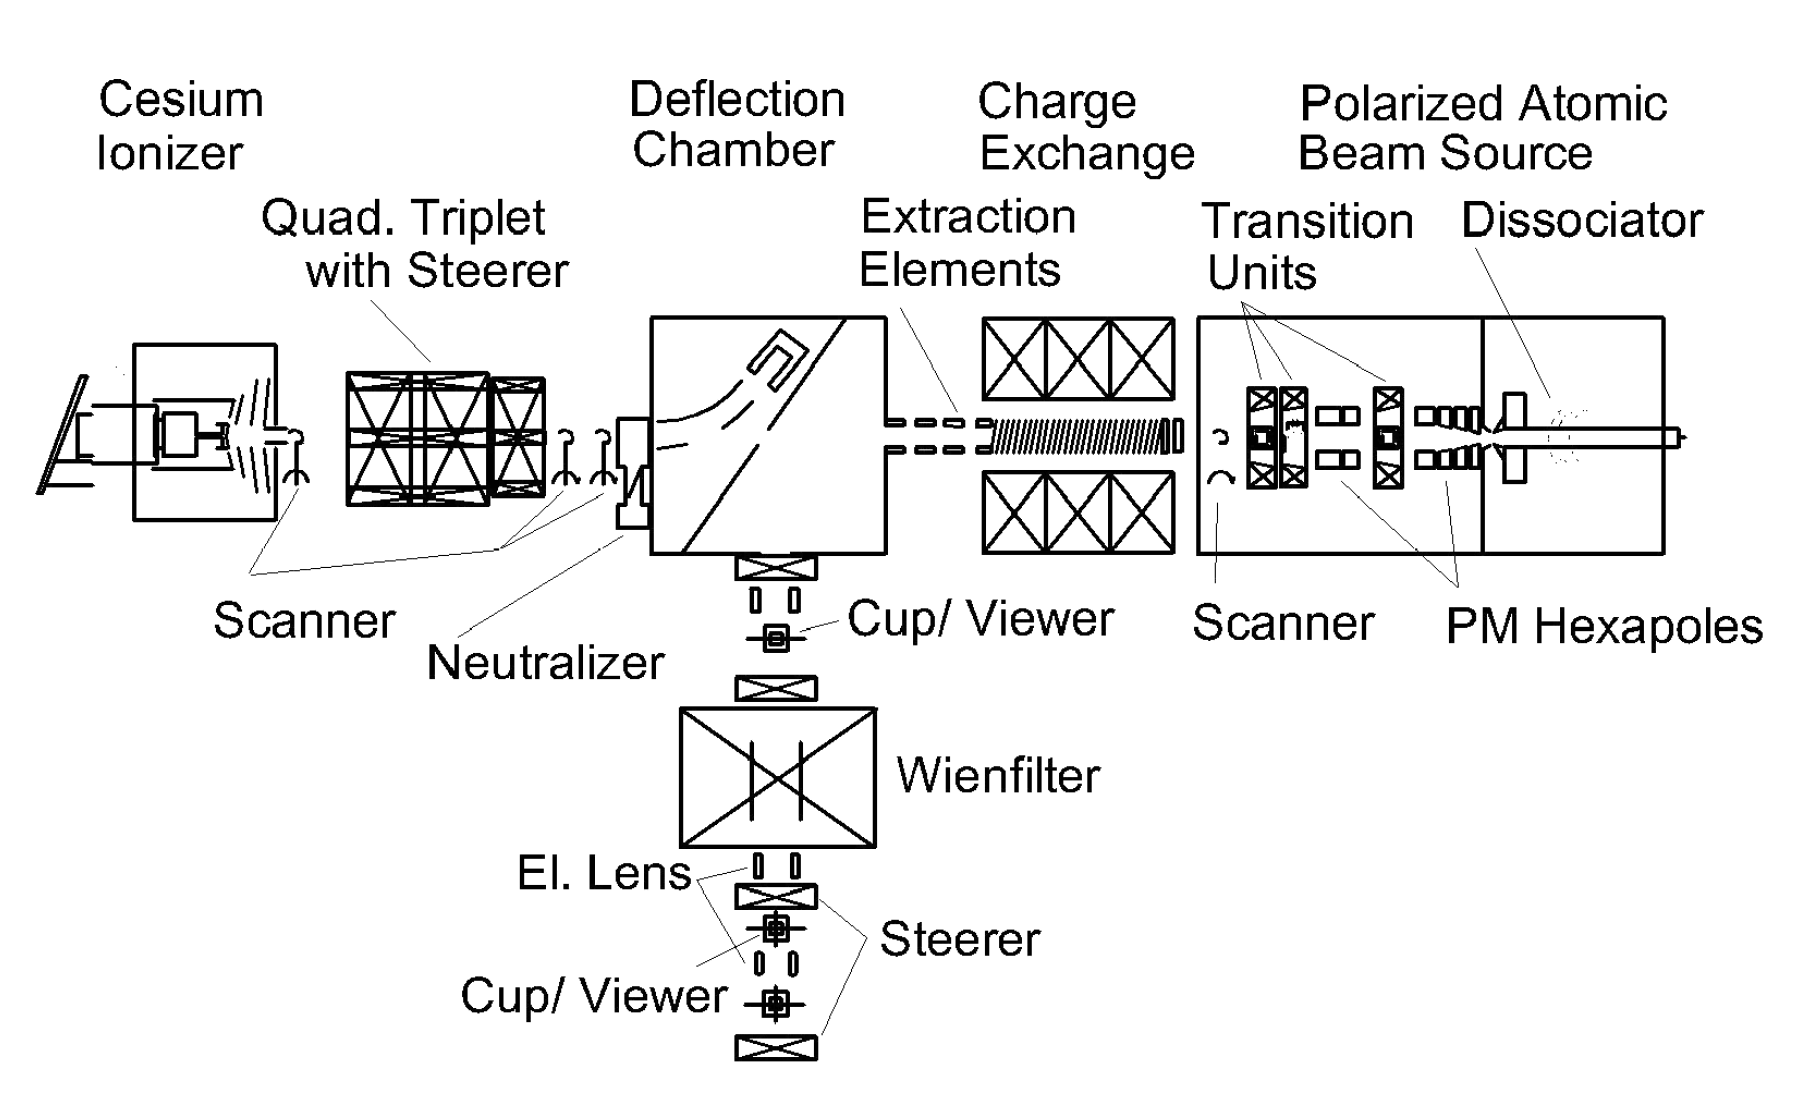 Cesium
Ionizer
Deflection
Chamber
Charge
Exchange
Polarized Atomic
Beam Source
Quad. Triplet
with Steerer
Extraction
Elements
Transition
Units
Dissociator
Scanner
Neutralizer
Cup/ Viewer
Scanner
PM Hexapoles
Wienfilter
El. Lens
Steerer
Cup/ Viewer